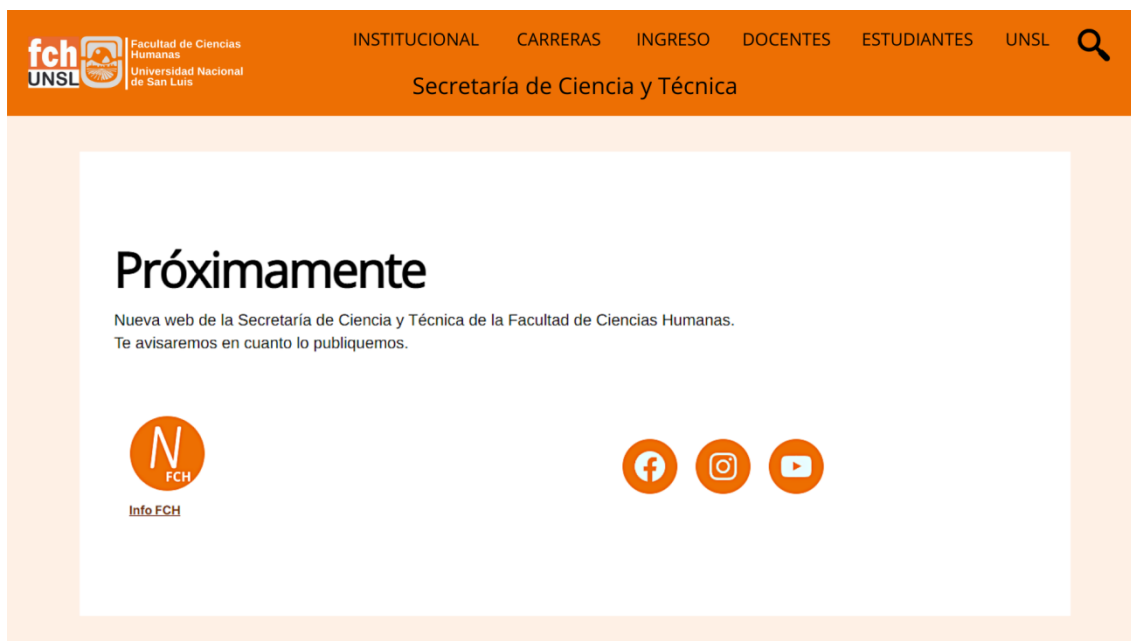 fch
UNSL
Facultad de Ciencias
Humanas
Universidad Nacional
de San Luis
INSTITUCIONAL CARRERAS INGRESO DOCENTES ESTUDIANTES UNSL
Secretaría de Ciencia y Técnica
Próximamente
Nueva web de la Secretaría de Ciencia y Técnica de la Facultad de Ciencias Humanas.
Te avisaremos en cuanto lo publiquemos.
N
FCH
Info FCH